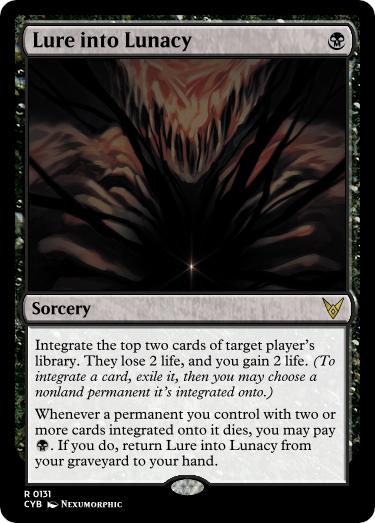 Lure into Lunacy
Sorcery
Integrate the top two cards of target player's
library. They lose 2 life, and you gain 2 life. (To
integrate a card, exile it, then you may choose a
nonland permanent it's integrated onto.)
Whenever a permanent you control with two or
more cards integrated onto it dies, you may pay
. If you do, return Lure into Lunacy from
your graveyard to your hand.
R 0131
CYB Nexumorphic